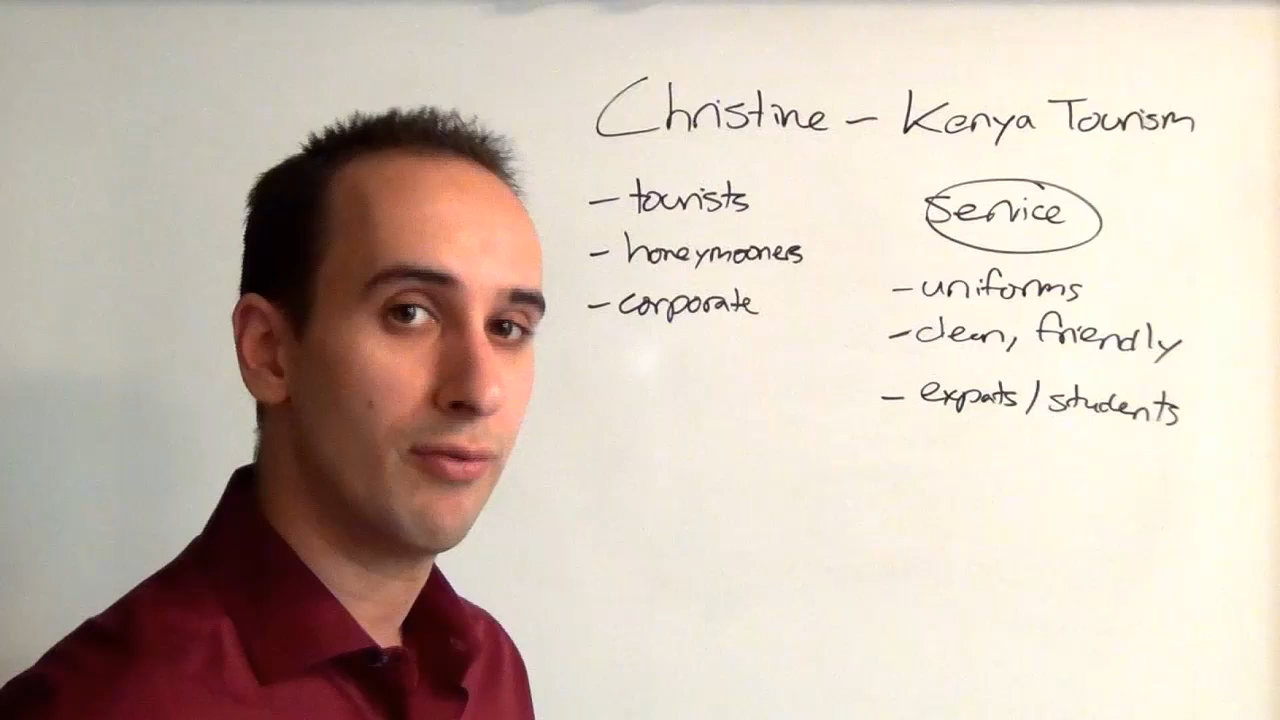 Christine - Kenya Tourism
- tourists
- honeymooners
- corporate
service
- uniforms
- clean, friendly
- expats / students